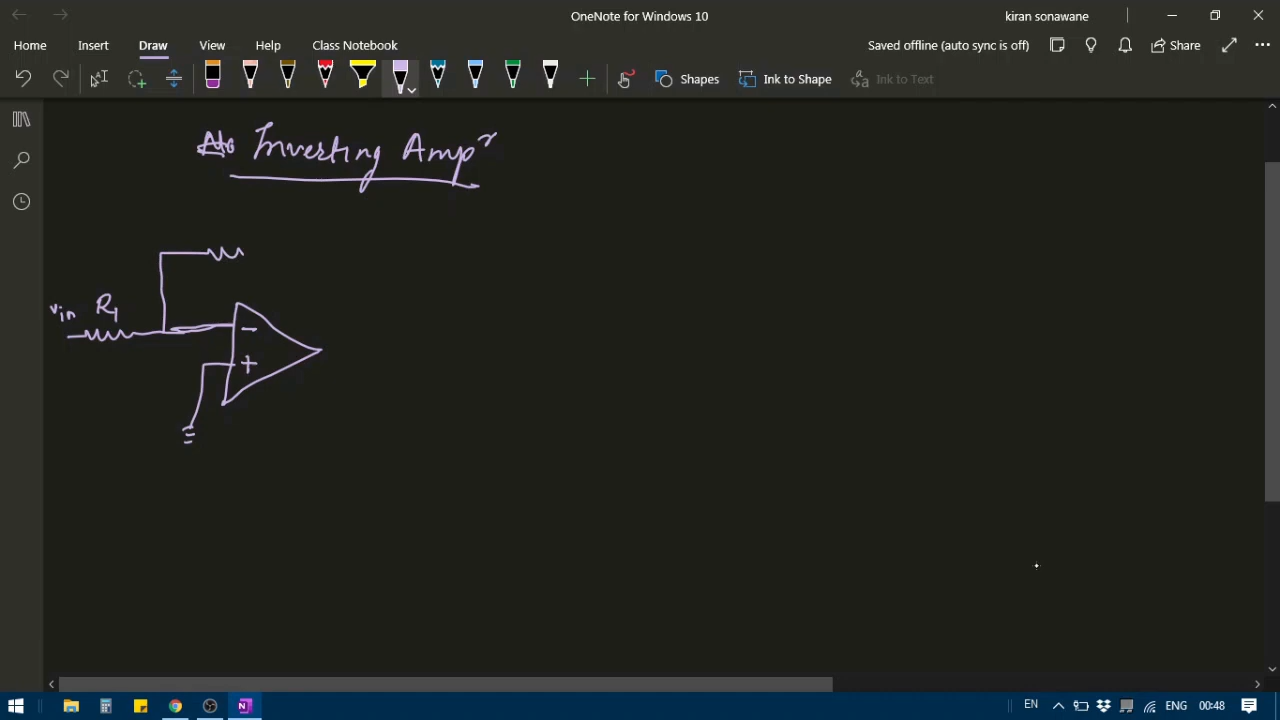 OneNote for Windows 10
kiran sonawane
Home Insert Draw View Help Class Notebook
Saved offline (auto sync is off)
Share
Shapes
Ink to Shape
Ink to Text
Inverting Ampr
Vin R1
-
+
EN
ENG
00:48